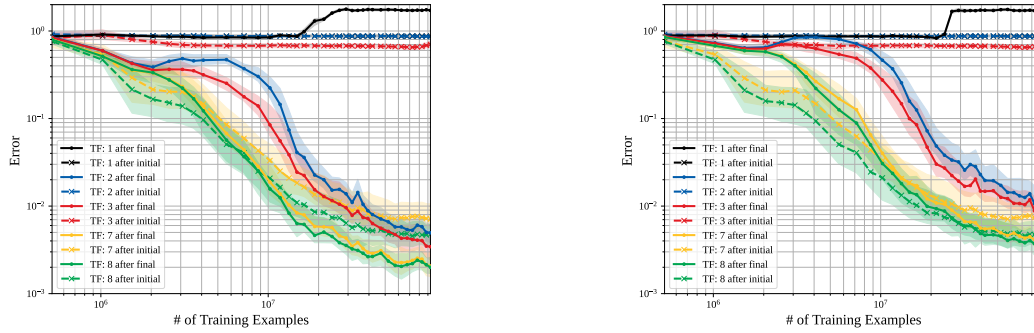 10⁰
10⁻¹
10⁻²
10⁻³
Error
TF: 1 after final
TF: 1 after initial
TF: 2 after final
TF: 2 after initial
TF: 3 after final
TF: 3 after initial
TF: 7 after final
TF: 7 after initial
TF: 8 after final
TF: 8 after initial
10⁶
10⁷
# of Training Examples
10⁰
10⁻¹
10⁻²
10⁻³
Error
TF: 1 after final
TF: 1 after initial
TF: 2 after final
TF: 2 after initial
TF: 3 after final
TF: 3 after initial
TF: 7 after final
TF: 7 after initial
TF: 8 after final
TF: 8 after initial
10⁶
10⁷
# of Training Examples